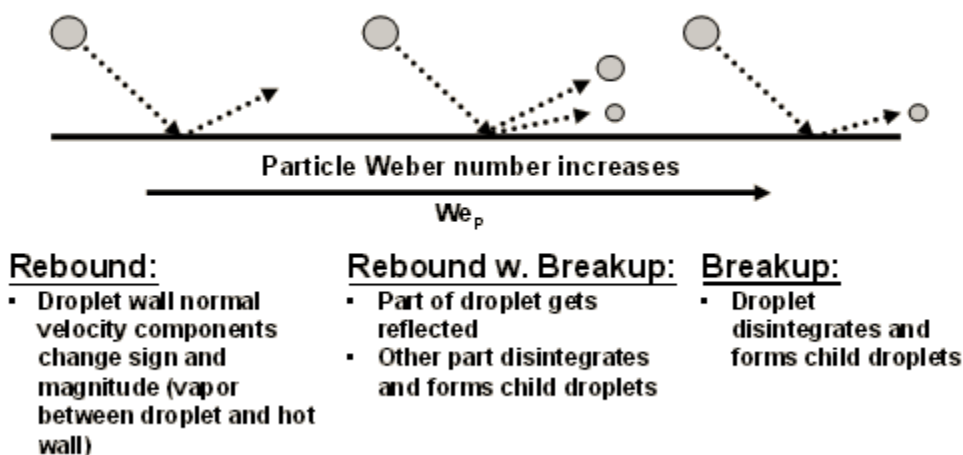 Particle Weber number increases
We_P
Rebound:
▪ Droplet wall normal
velocity components
change sign and
magnitude (vapor
between droplet and hot
wall)
Rebound w. Breakup:
▪ Part of droplet gets
reflected
▪ Other part disintegrates
and forms child droplets
Breakup:
▪ Droplet
disintegrates and
forms child droplets